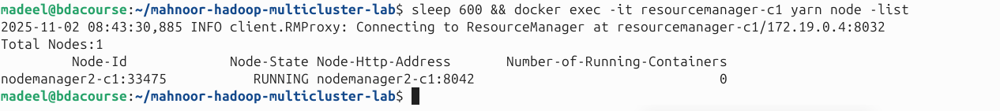 madeel@bdacourse:~/mahnoor-hadoop-multicluster-lab$ sleep 600 && docker exec -it resourcemanager-c1 yarn node -list
2025-11-02 08:43:30,885 INFO client.RMProxy: Connecting to ResourceManager at resourcemanager-c1/172.19.0.4:8032
Total Nodes:1
         Node-Id             Node-State Node-Http-Address       Number-of-Running-Containers
nodemanager2-c1:33475           RUNNING nodemanager2-c1:8042                               0
madeel@bdacourse:~/mahnoor-hadoop-multicluster-lab$